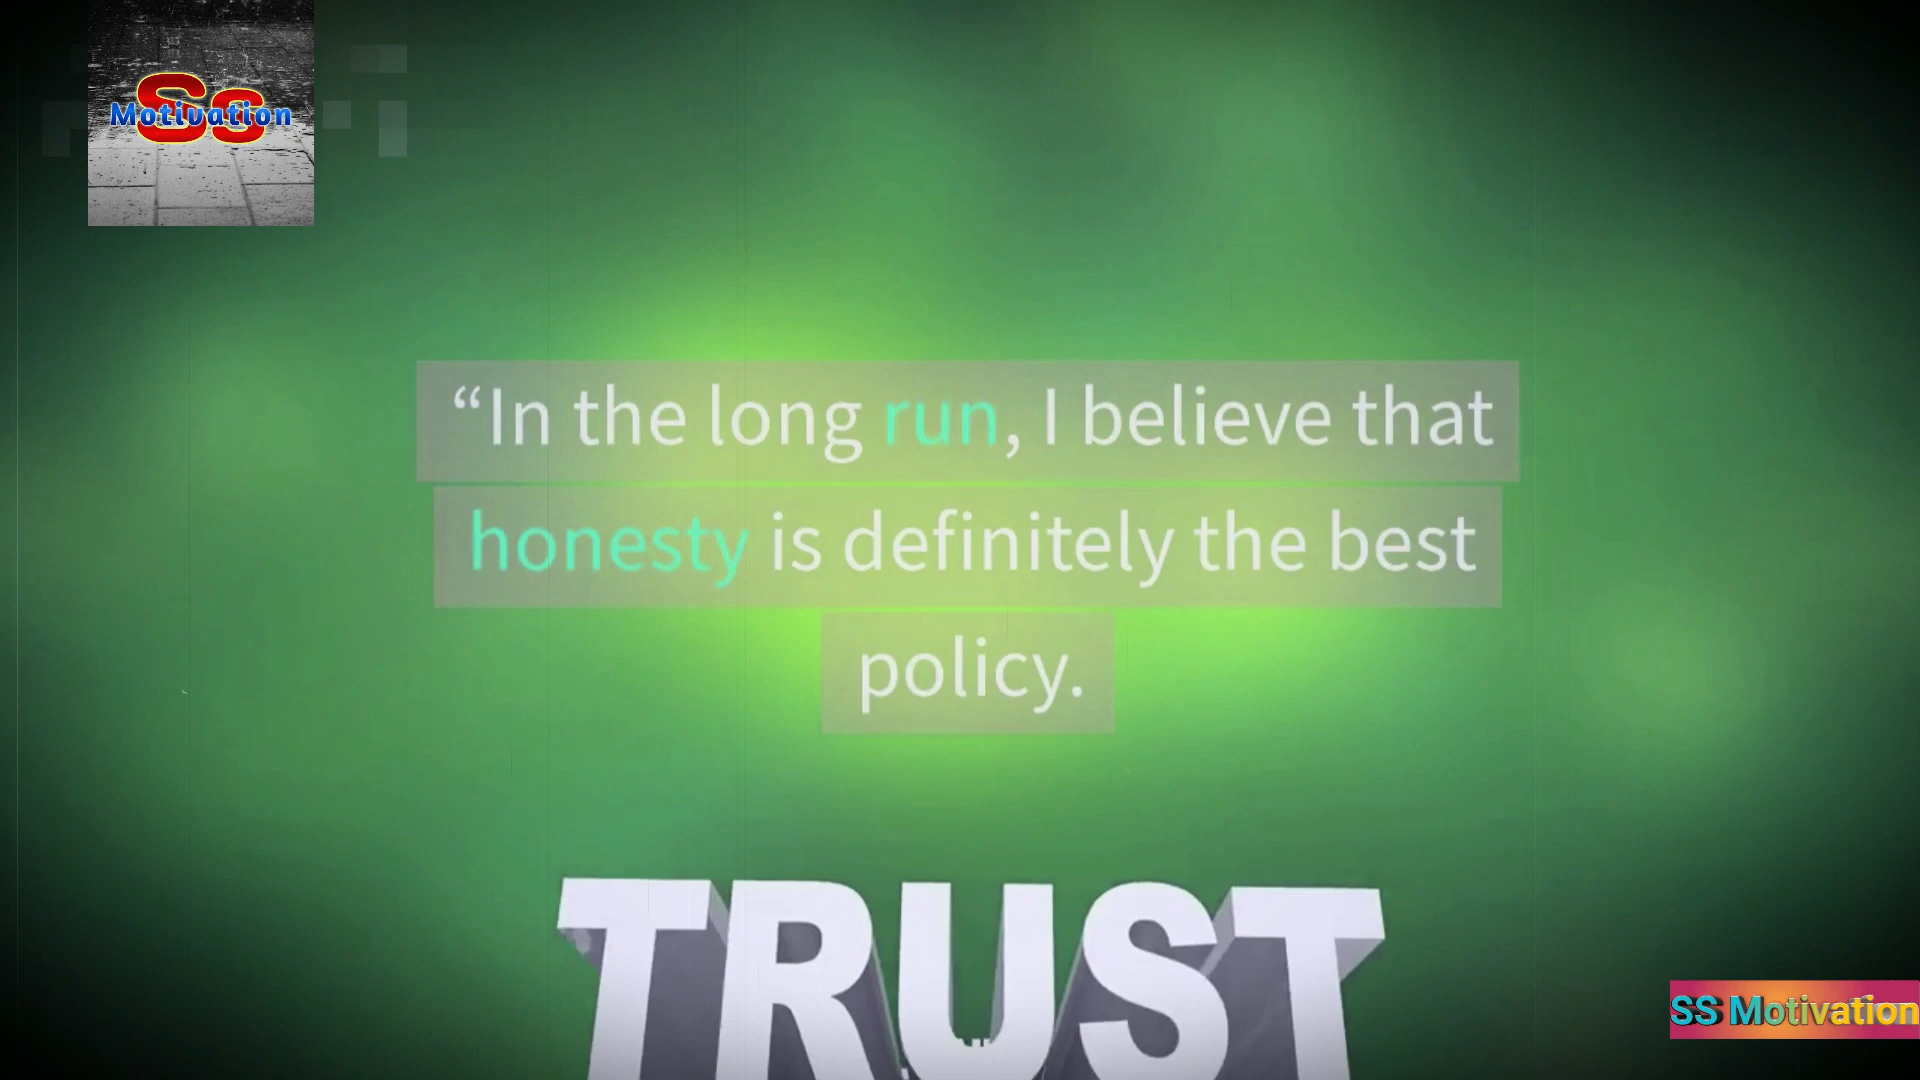 Ss
Motivation
“In the long run, I believe that
honesty is definitely the best
policy.
TRUST
SS Motivation